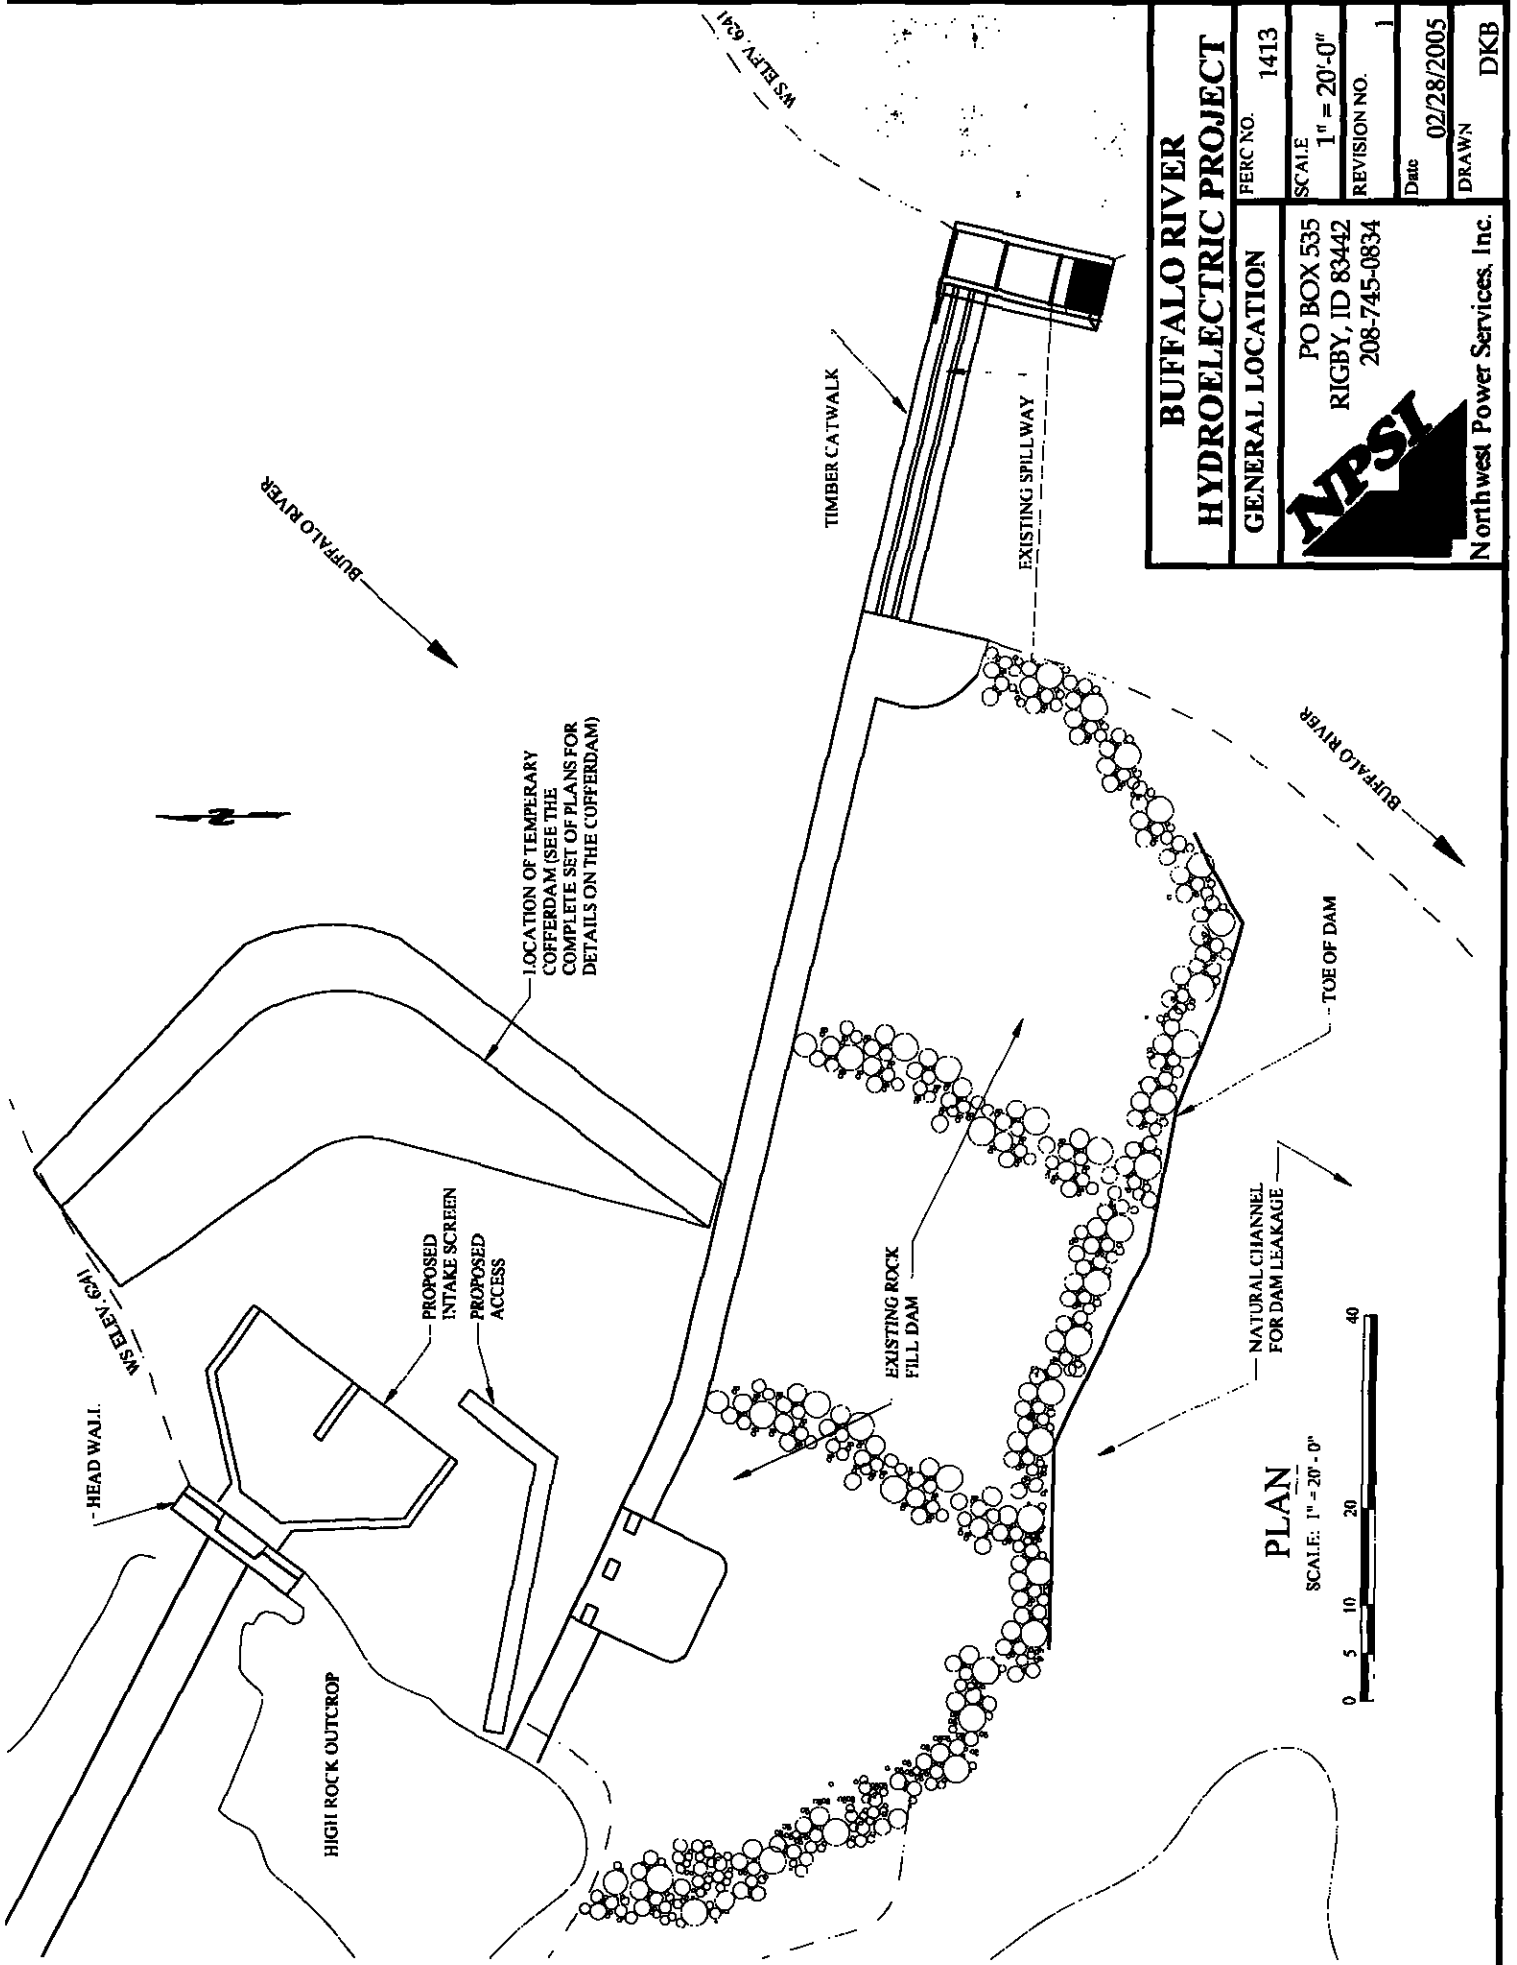 WS ELEV. 6241
HEAD WALL
PROPOSED
INTAKE SCREEN
PROPOSED
ACCESS
HIGH ROCK OUTCROP
N
LOCATION OF TEMPERARY
COFFERDAM (SEE THE
COMPLETE SET OF PLANS FOR
DETAILS ON THE COFFERDAM)
BUFFALO RIVER
WS ELEV. 6241
TIMBER CATWALK
EXISTING SPILLWAY
EXISTING ROCK
FILL DAM
BUFFALO RIVER
TOE OF DAM
NATURAL CHANNEL
FOR DAM LEAKAGE
PLAN
SCALE: 1" = 20' - 0"
0 5 10 20 40
BUFFALO RIVER
HYDROELECTRIC PROJECT
GENERAL LOCATION
FERC NO. 1413
SCALE
1" = 20'-0"
REVISION NO. 1
Date
02/28/2005
DRAWN
DKB
PO BOX 535
RIGBY, ID 83442
208-745-0834
NPSI
Northwest Power Services, Inc.